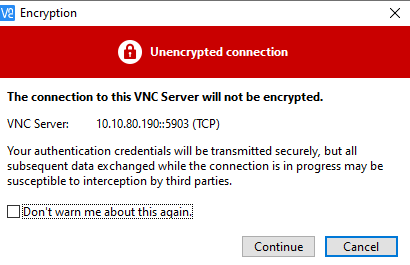 Encryption
Unencrypted connection
The connection to this VNC Server will not be encrypted.
VNC Server: 10.10.80.190::5903 (TCP)
Your authentication credentials will be transmitted securely, but all
subsequent data exchanged while the connection is in progress may be
susceptible to interception by third parties.
Don't warn me about this again.
Continue Cancel